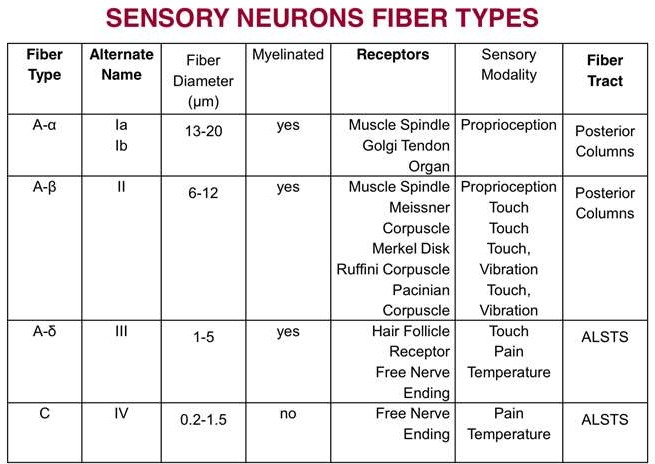 SENSORY NEURONS FIBER TYPES
Fiber Type | Alternate Name | Fiber Diameter (µm) | Myelinated | Receptors | Sensory Modality | Fiber Tract
A-α | Ia | 13-20 | yes | Muscle Spindle | Proprioception | Posterior
Ib | Golgi Tendon | Columns
Organ
A-β | II | 6-12 | yes | Muscle Spindle | Proprioception | Posterior
Meissner | Touch | Columns
Corpuscle | Touch
Merkel Disk | Touch,
Ruffini Corpuscle | Vibration
Pacinian | Touch,
Corpuscle | Vibration
A-δ | III | 1-5 | yes | Hair Follicle | Touch | ALSTS
Receptor | Pain
Free Nerve | Temperature
Ending
C | IV | 0.2-1.5 | no | Free Nerve | Pain | ALSTS
Ending | Temperature